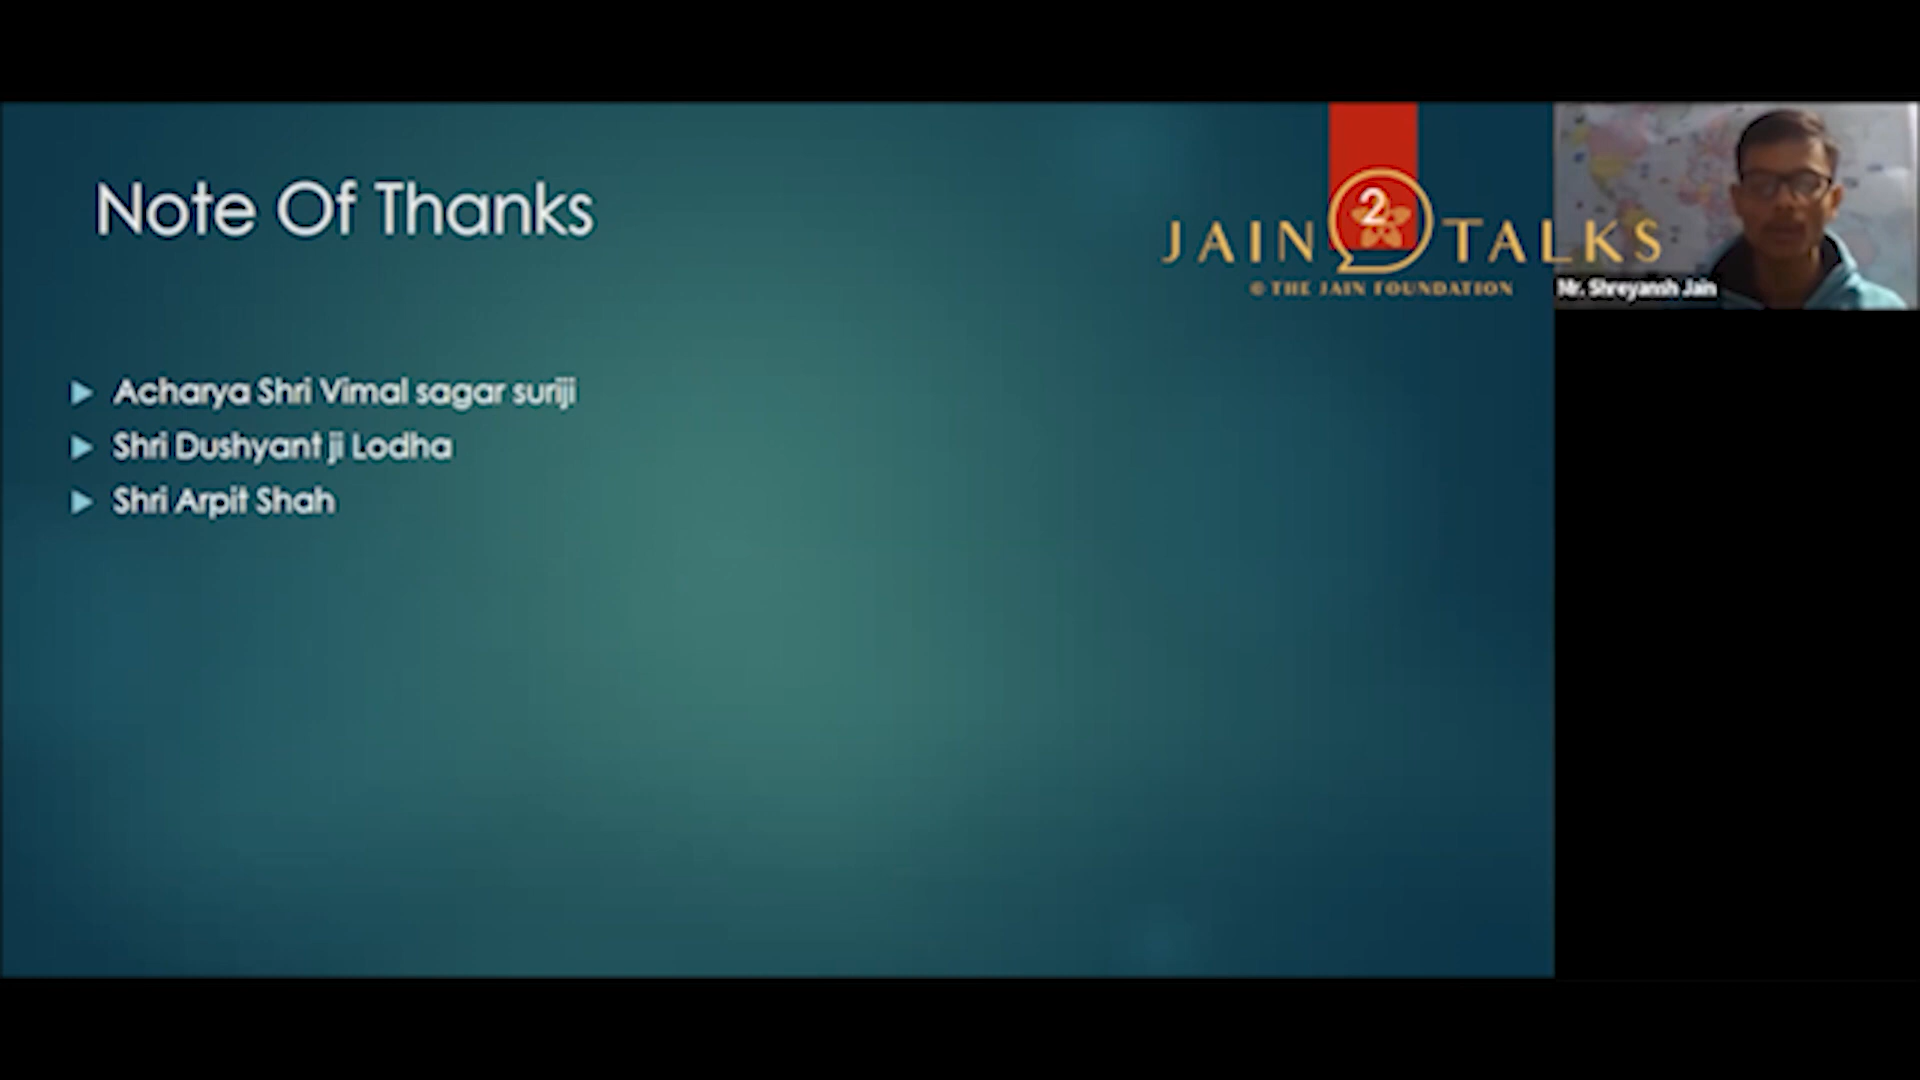 Note Of Thanks
2
JAIN TALKS
© THE JAIN FOUNDATION
Mr. Shreyansh Jain
Acharya Shri Vimal sagar suriji
Shri Dushyant ji Lodha
Shri Arpit Shah